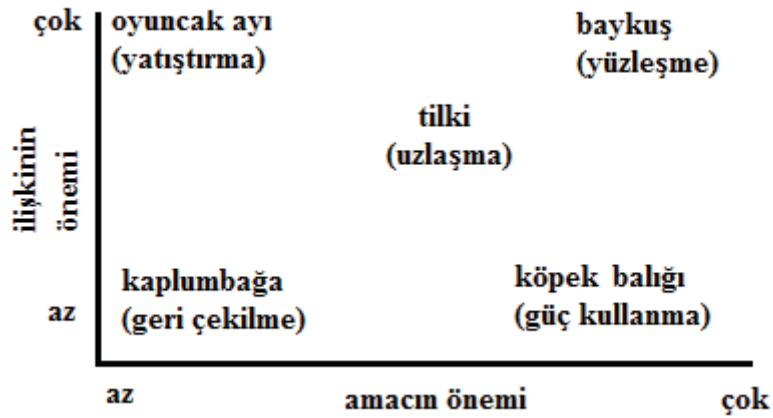 çok
oyuncak ayı
(yatıştırma)
baykuş
(yüzleşme)
tilki
(uzlaşma)
ilişkinin
önemi
kaplumbağa
(geri çekilme)
köpek balığı
(güç kullanma)
az
az
amacın önemi
çok